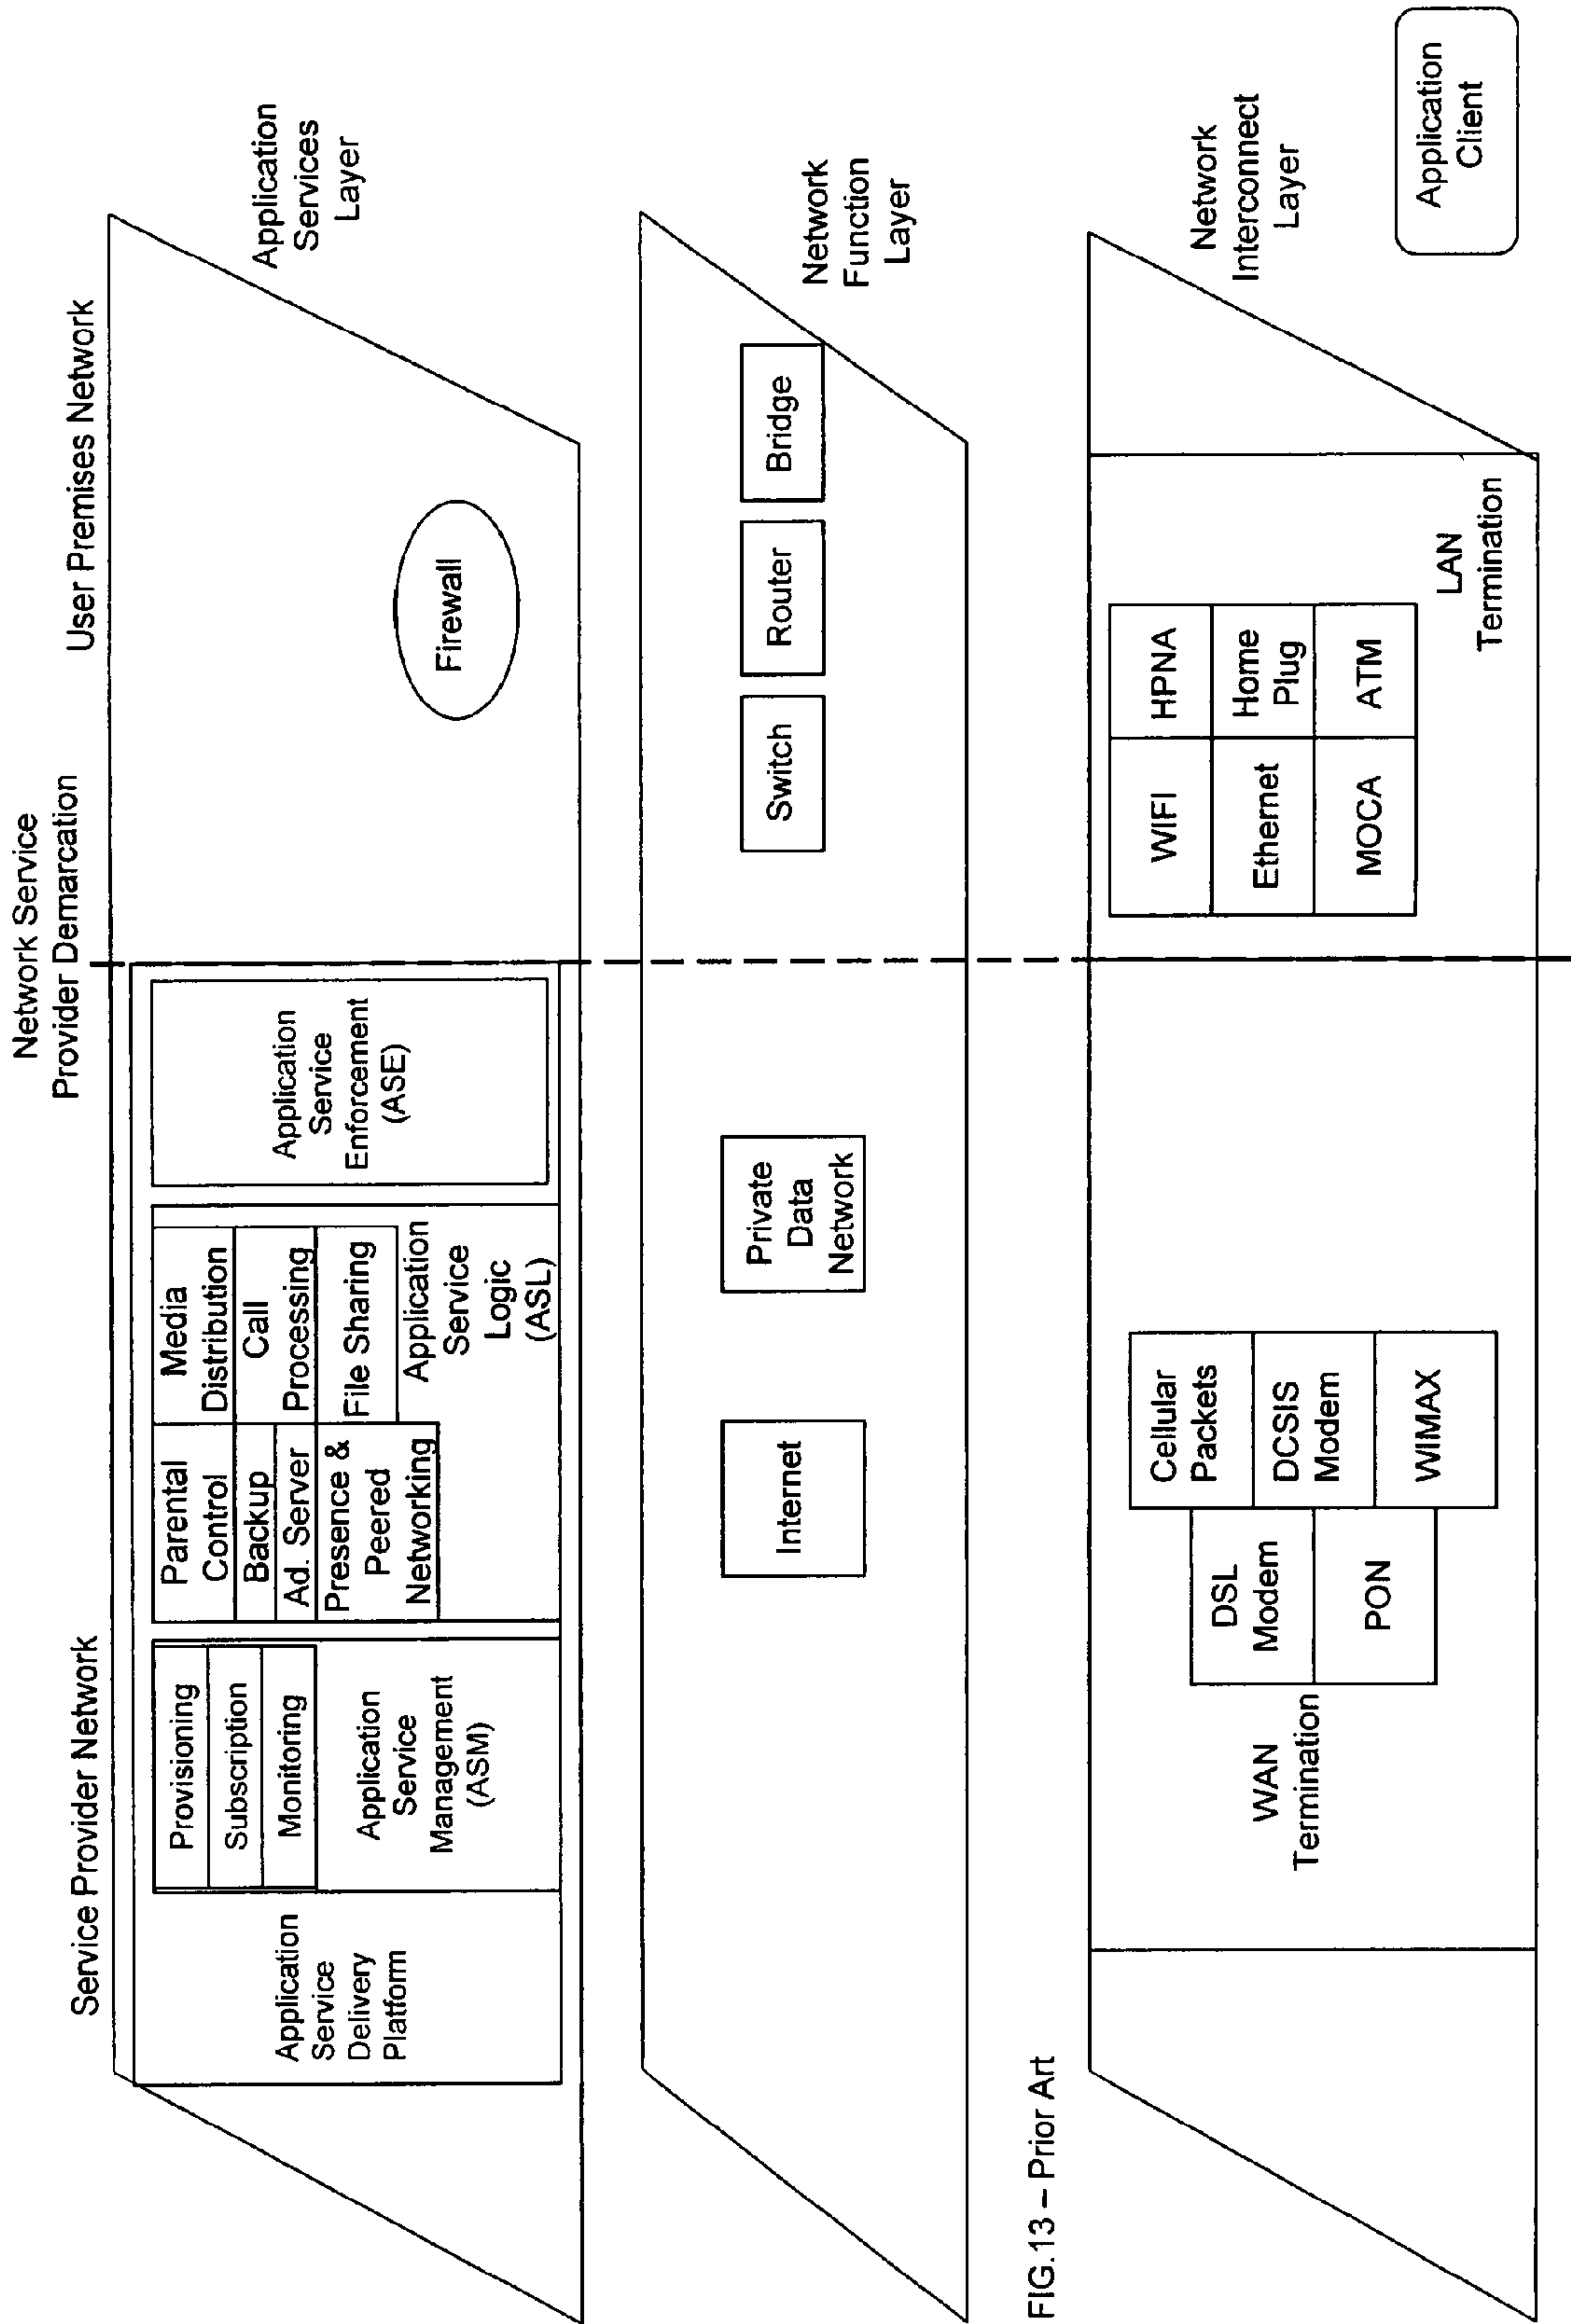 Network Service
Provider Demarcation
Service Provider Network
User Premises Network
Application
Service
Delivery
Platform
Provisioning
Subscription
Monitoring
Application
Service
Management
(ASM)
Parental
Control
Backup
Ad. Server
Presence &
Peered
Networking
Media
Distribution
Call
Processing
File Sharing
Application
Service
Logic
(ASL)
Application
Service
Enforcement
(ASE)
Firewall
Application
Services
Layer
Internet
Private
Data
Network
Switch
Router
Bridge
Network
Function
Layer
FIG.13 – Prior Art
WAN
Termination
DSL
Modem
PON
Cellular
Packets
DCSIS
Modem
WIMAX
WIFI
HPNA
Ethernet
Home
Plug
MOCA
ATM
LAN
Termination
Network
Interconnect
Layer
Application
Client